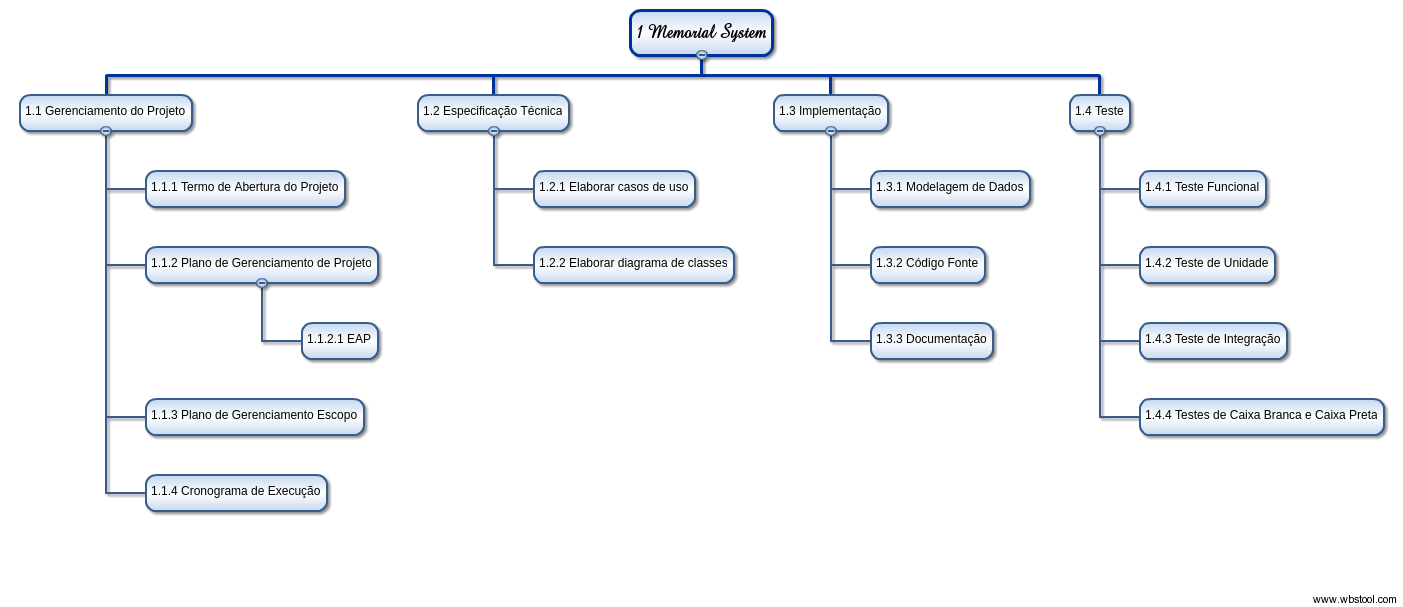 1 Memorial System
1.1 Gerenciamento do Projeto
1.1.1 Termo de Abertura do Projeto
1.1.2 Plano de Gerenciamento de Projeto
1.1.2.1 EAP
1.1.3 Plano de Gerenciamento Escopo
1.1.4 Cronograma de Execução
1.2 Especificação Técnica
1.2.1 Elaborar casos de uso
1.2.2 Elaborar diagrama de classes
1.3 Implementação
1.3.1 Modelagem de Dados
1.3.2 Código Fonte
1.3.3 Documentação
1.4 Teste
1.4.1 Teste Funcional
1.4.2 Teste de Unidade
1.4.3 Teste de Integração
1.4.4 Testes de Caixa Branca e Caixa Preta
www.wbstool.com